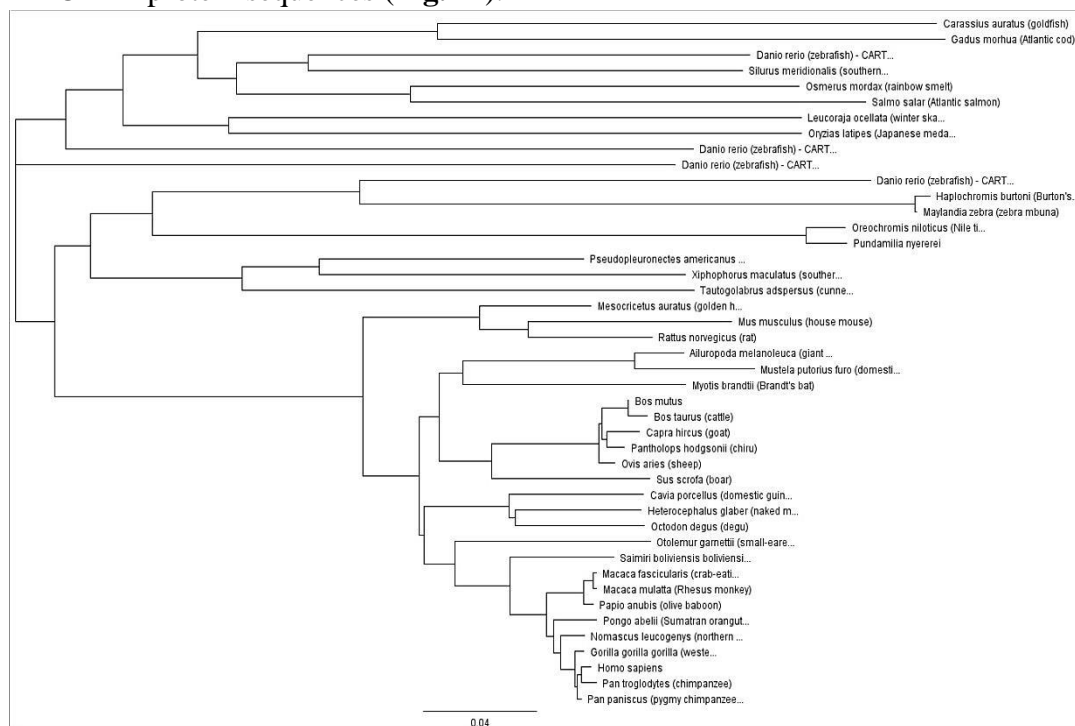 Carassius auratus (goldfish)
Gadus morhua (Atlantic cod)
Danio rerio (zebrafish) - CART...
Silurus meridionalis (southern...
Osmerus mordax (rainbow smelt)
Salmo salar (Atlantic salmon)
Leucoraja ocellata (winter ska...
Oryzias latipes (Japanese meda...
Danio rerio (zebrafish) - CART...
Danio rerio (zebrafish) - CART...
Danio rerio (zebrafish) - CART...
Haplochromis burtoni (Burton's..
Maylandia zebra (zebra mbuna)
Oreochromis niloticus (Nile ti...
Pundamilia nyererei
Pseudopleuronectes americanus ...
Xiphophorus maculatus (souther...
Tautogolabrus adspersus (cunne...
Mesocricetus auratus (golden h...
Mus musculus (house mouse)
Rattus norvegicus (rat)
Ailuropoda melanoleuca (giant ...
Mustela putorius furo (domesti...
Myotis brandtii (Brandt's bat)
Bos mutus
Bos taurus (cattle)
Capra hircus (goat)
Pantholops hodgsonii (chiru)
Ovis aries (sheep)
Sus scrofa (boar)
Cavia porcellus (domestic guin...
Heterocephalus glaber (naked m...
Octodon degus (degu)
Otolemur garnettii (small-eare...
Saimiri boliviensis boliviensi...
Macaca fascicularis (crab-eati...
Macaca mulatta (Rhesus monkey)
Papio anubis (olive baboon)
Pongo abelii (Sumatran orangut...
Nomascus leucogenys (northern ...
Gorilla gorilla gorilla (weste...
Homo sapiens
Pan troglodytes (chimpanzee)
Pan paniscus (pygmy chimpanzee...
0.04